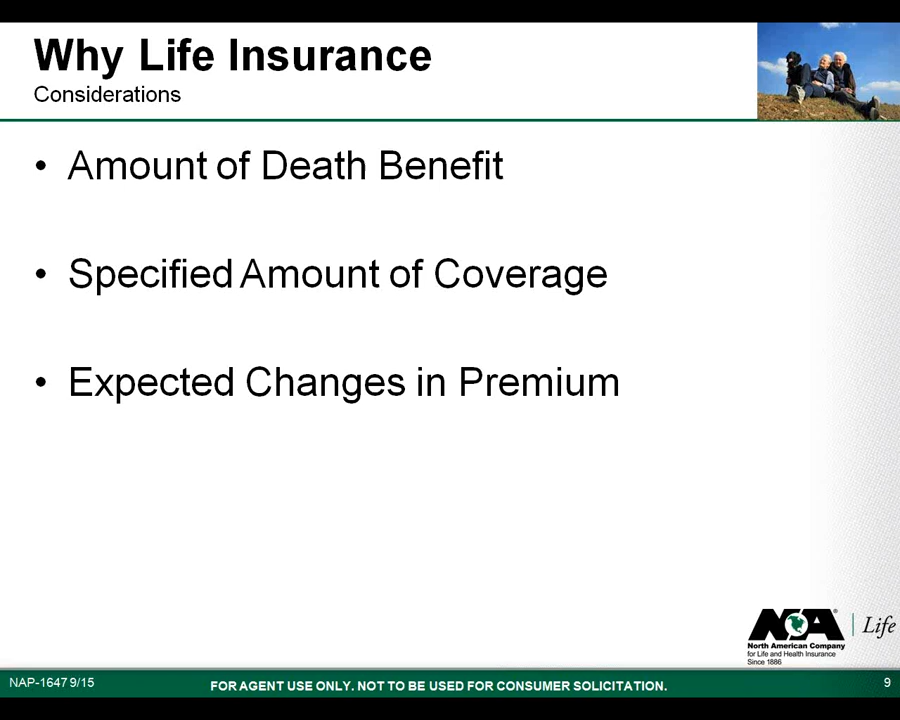 Why Life Insurance
Considerations
• Amount of Death Benefit
• Specified Amount of Coverage
• Expected Changes in Premium
NA®
Life
North American Company
for Life and Health Insurance
Since 1886
NAP-1647 9/15
FOR AGENT USE ONLY. NOT TO BE USED FOR CONSUMER SOLICITATION.
9